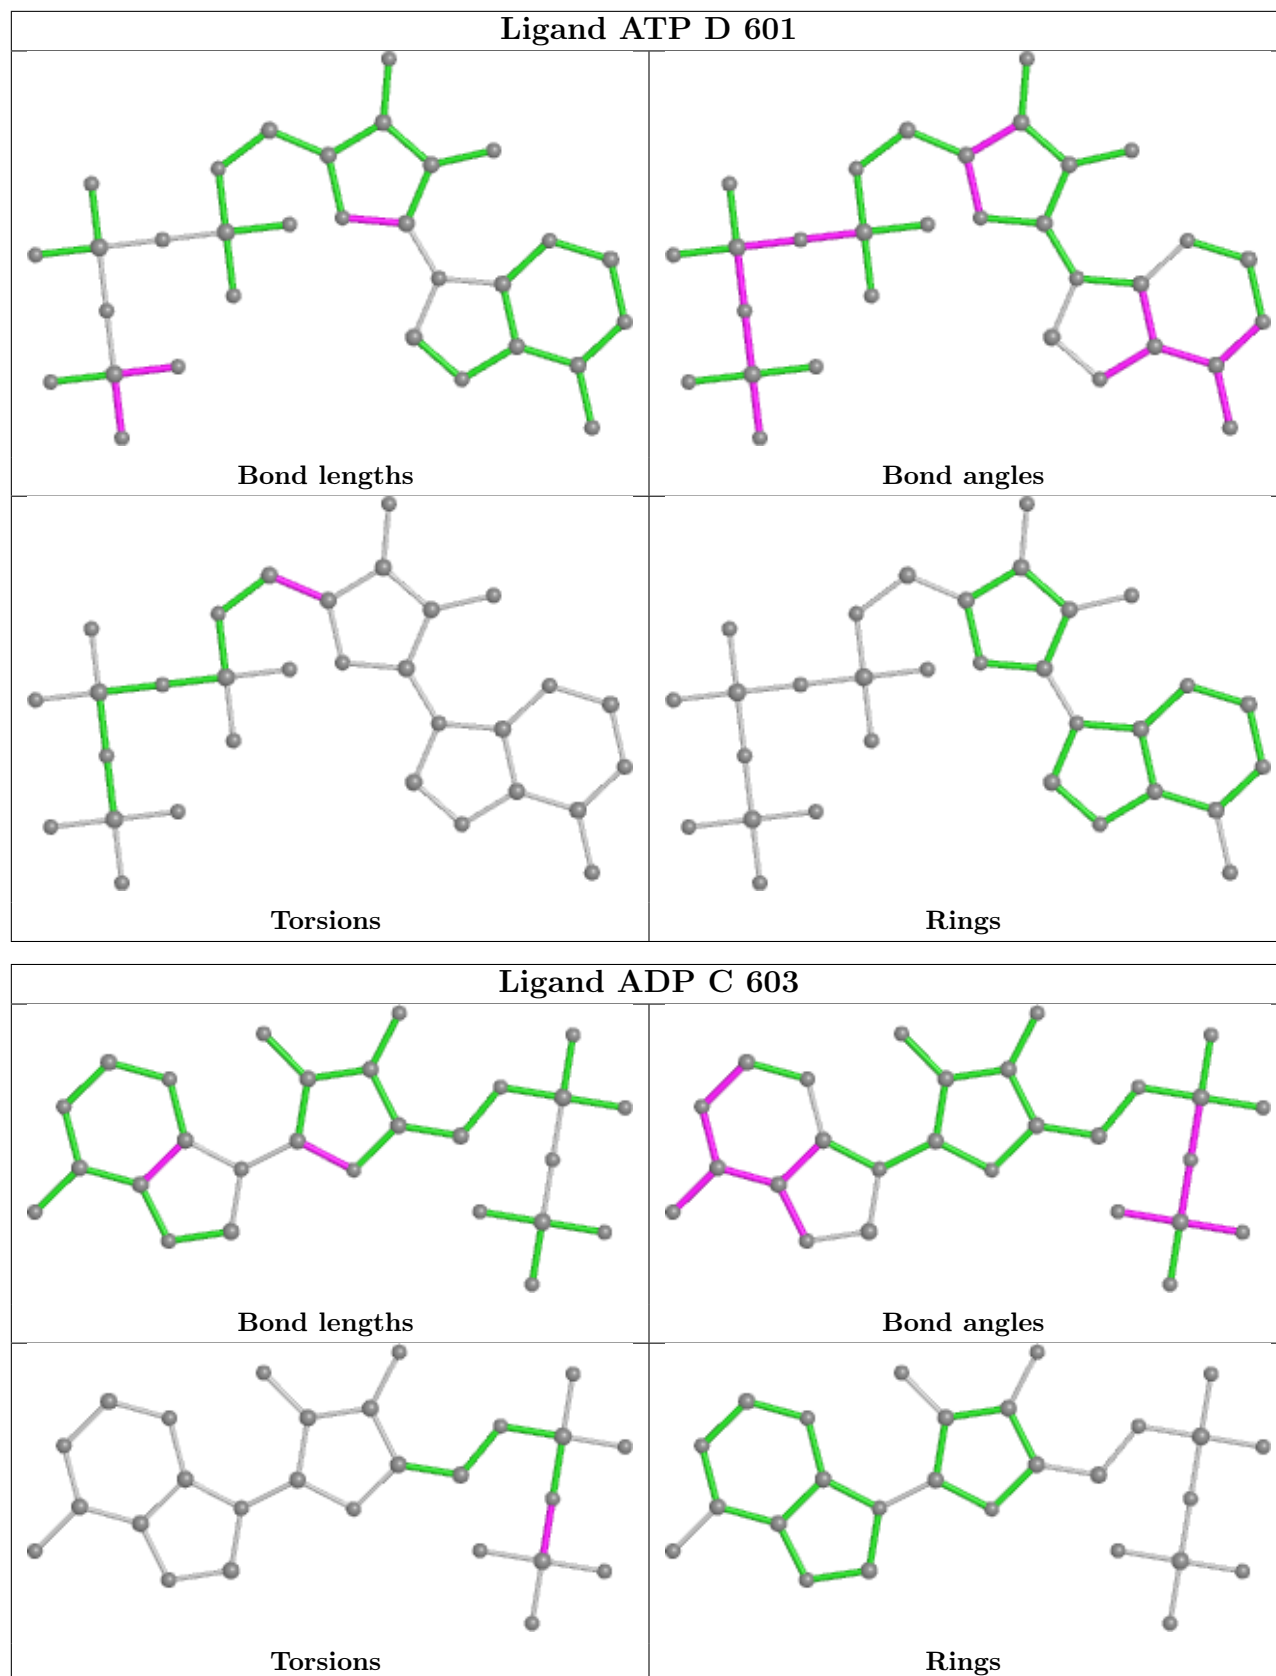 Ligand ATP D 601
Bond lengths
Bond angles
Torsions
Rings
Ligand ADP C 603
Bond lengths
Bond angles
Torsions
Rings